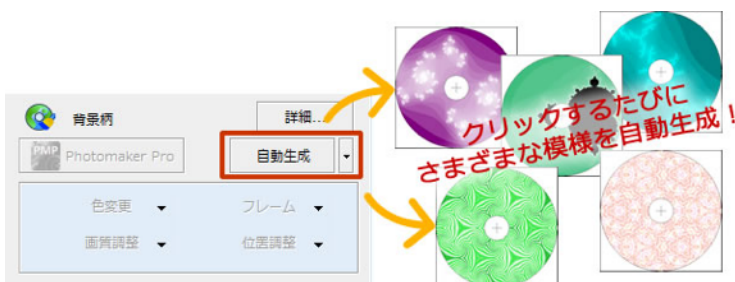 背景柄
詳細...
PMP Photomaker Pro
自動生成
色変更
フレーム
画質調整
位置調整
クリックするたびに
さまざまな模様を自動生成！